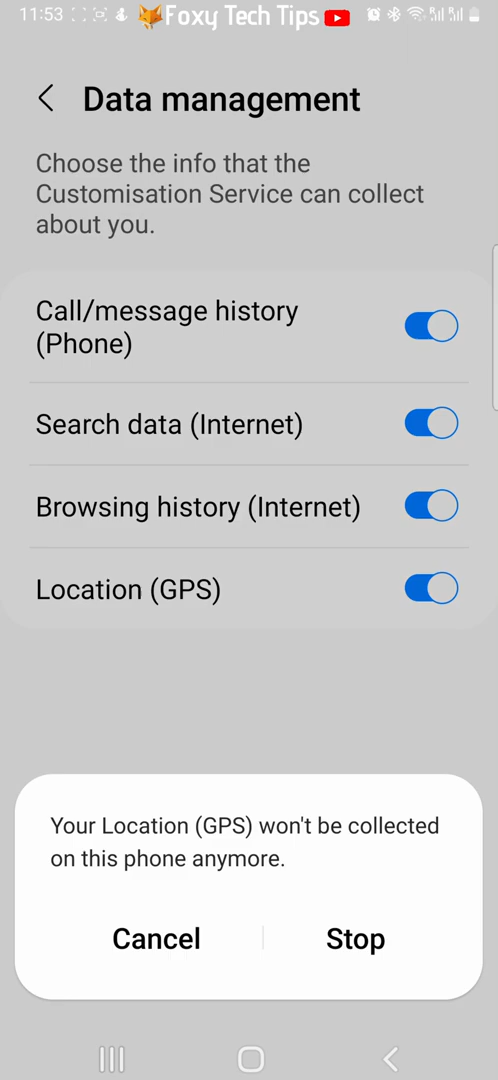 11:53 Foxy Tech Tips
Data management
Choose the info that the
Customisation Service can collect
about you.
Call/message history
(Phone)
Search data (Internet)
Browsing history (Internet)
Location (GPS)
Your Location (GPS) won't be collected
on this phone anymore.
Cancel
Stop